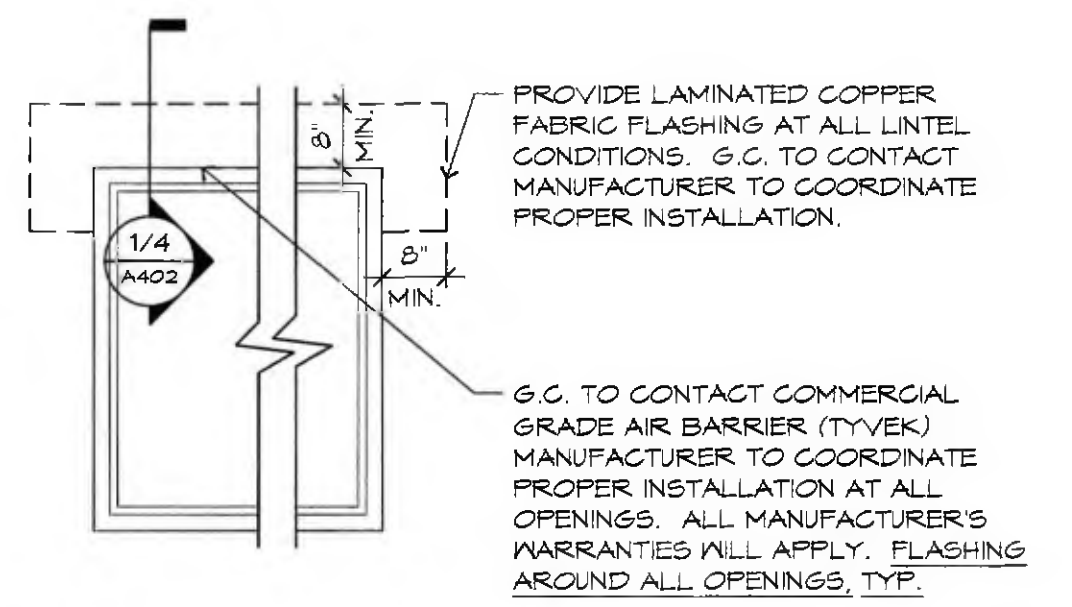 8"
MIN.
1/4
A402
8"
MIN.
PROVIDE LAMINATED COPPER
FABRIC FLASHING AT ALL LINTEL
CONDITIONS. G.C. TO CONTACT
MANUFACTURER TO COORDINATE
PROPER INSTALLATION.
G.C. TO CONTACT COMMERCIAL
GRADE AIR BARRIER (TYVEK)
MANUFACTURER TO COORDINATE
PROPER INSTALLATION AT ALL
OPENINGS. ALL MANUFACTURER'S
WARRANTIES WILL APPLY. FLASHING
AROUND ALL OPENINGS, TYP.